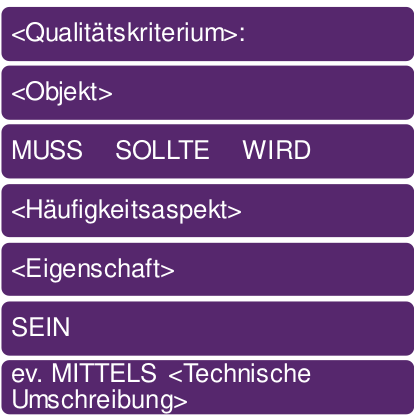 <Qualitätskriterium>:
<Objekt>
MUSS SOLLTE WIRD
<Häufigkeitsaspekt>
<Eigenschaft>
SEIN
ev. MITTELS <Technische
Umschreibung>